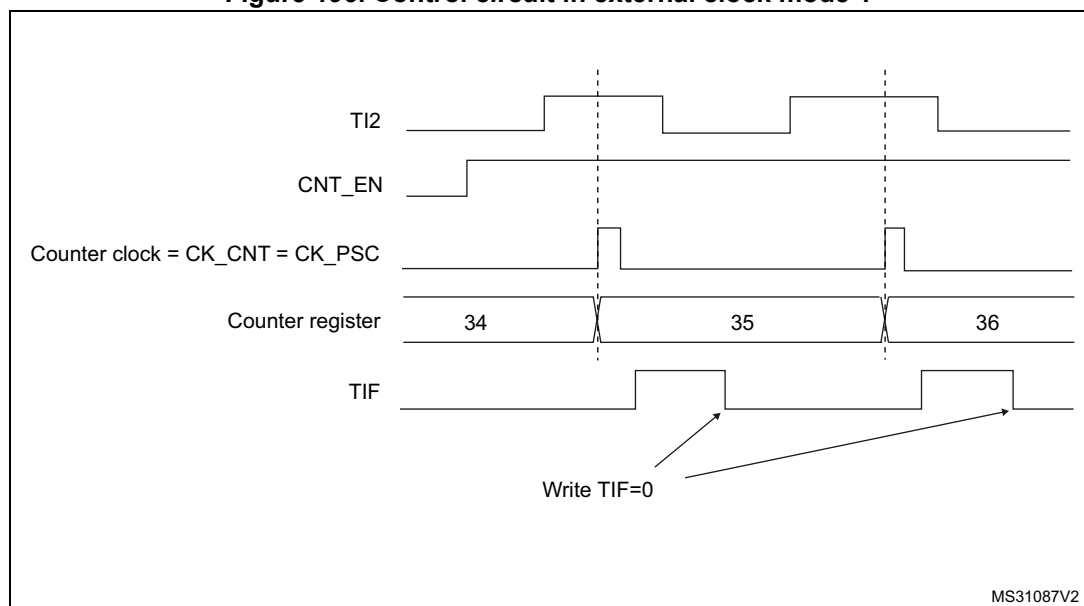 Figure Control circuit in external clock mode 1
TI2
CNT_EN
Counter clock = CK_CNT = CK_PSC
Counter register 34 35 36
TIF
Write TIF=0
MS31087V2